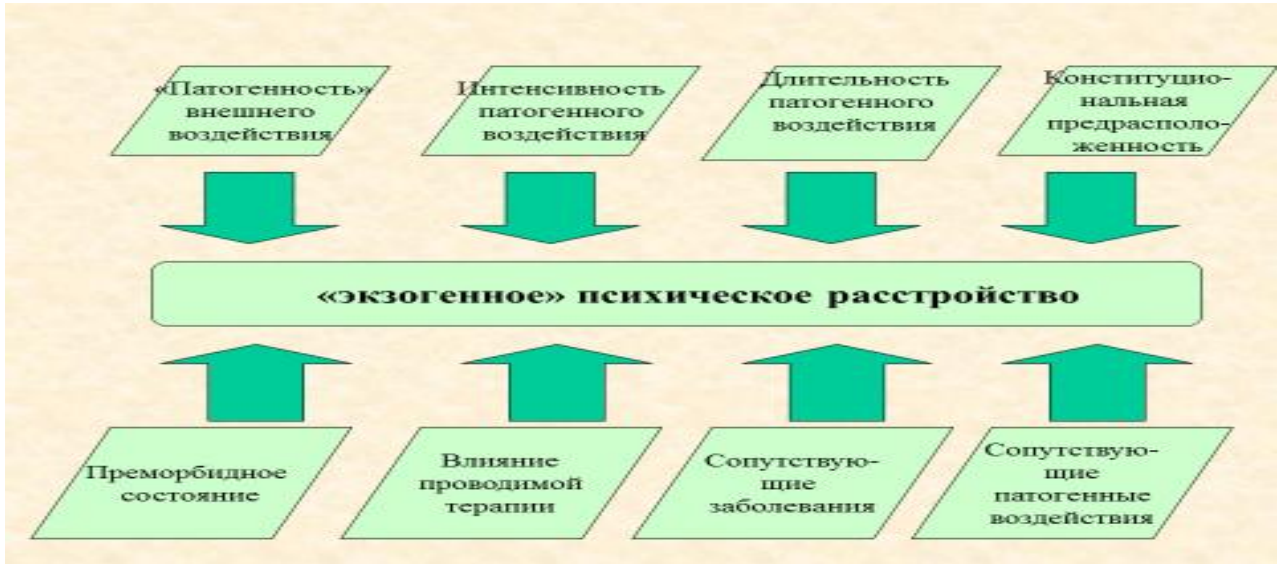 «Патогенность»
внешнего
воздействия
Интенсивность
патогенного
воздействия
Длительность
патогенного
воздействия
Конституцио-
нальная
предрасполо-
женность
«экзогенное» психическое расстройство
Преморбидное
состояние
Влияние
проводимой
терапии
Сопутствую-
щие
заболевания
Сопутствую-
щие
патогенные
воздействия